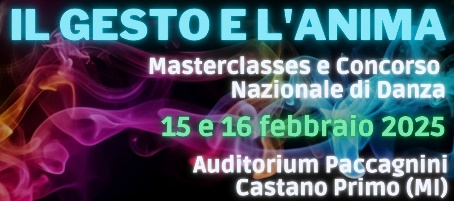 IL GESTO E L'ANIMA
Masterclasses e Concorso
Nazionale di Danza
15 e 16 febbraio 2025
Auditorium Paccagnini
Castano Primo (MI)